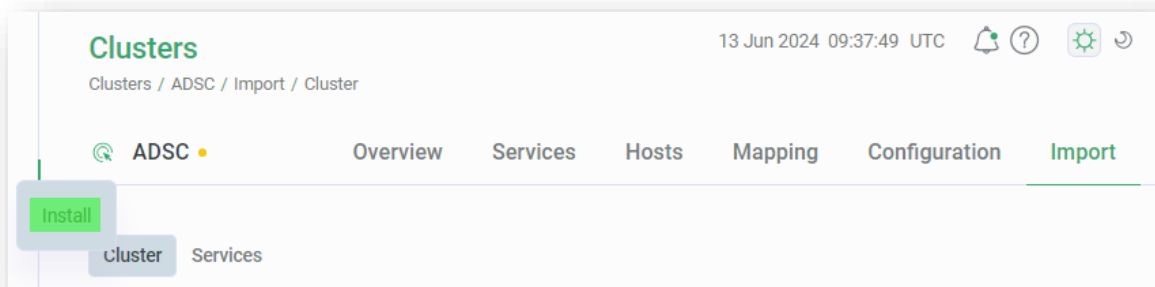 Clusters
13 Jun 2024 09:37:49 UTC
Clusters / ADSC / Import / Cluster
ADSC Overview Services Hosts Mapping Configuration Import
Install
Cluster Services